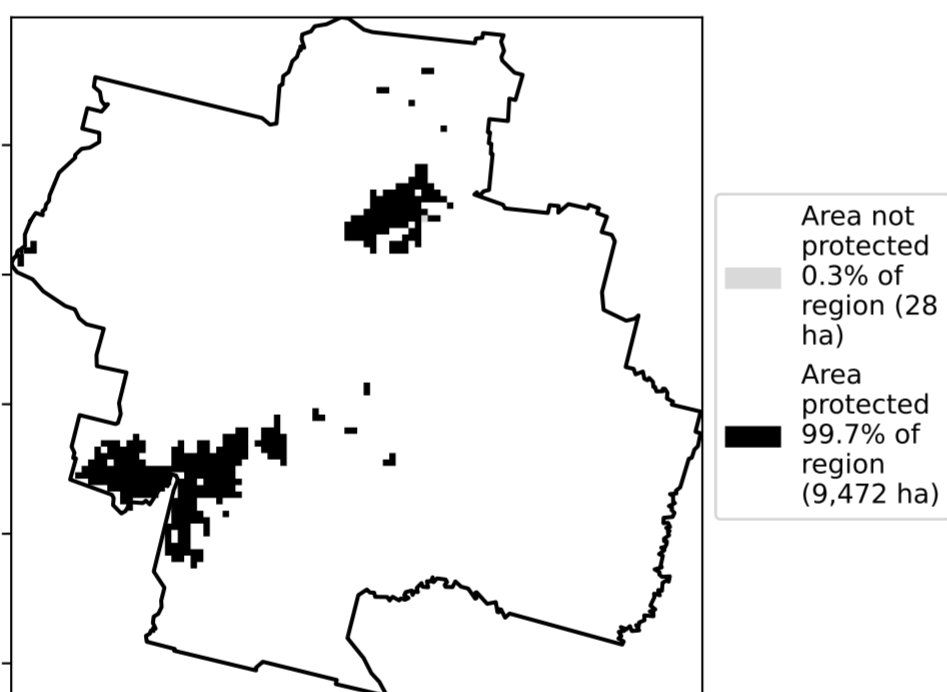 Area not
protected
0.3% of
region (28
ha)
Area
protected
99.7% of
region
(9,472 ha)